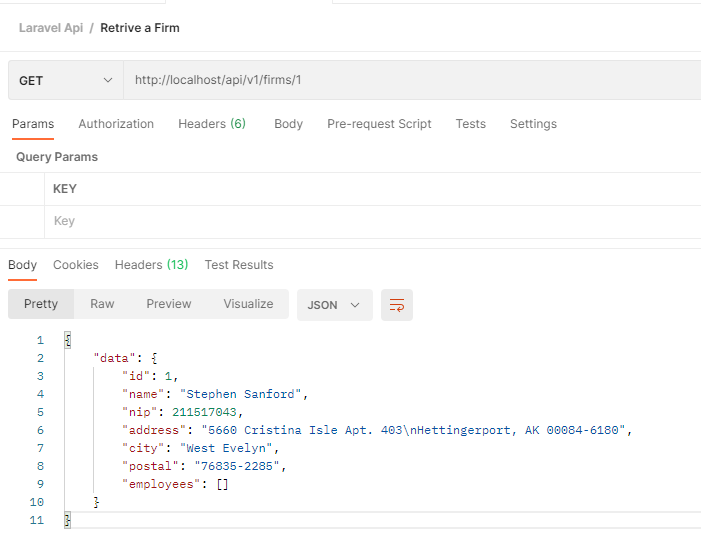 Laravel Api / Retrive a Firm
GET http://localhost/api/v1/firms/1
Params Authorization Headers (6) Body Pre-request Script Tests Settings
Query Params
KEY
Key
Body Cookies Headers (13) Test Results
Pretty Raw Preview Visualize JSON
1 {
2 "data": {
3 "id": 1,
4 "name": "Stephen Sanford",
5 "nip": 211517043,
6 "address": "5660 Cristina Isle Apt. 403\nHettingerport, AK 00084-6180",
7 "city": "West Evelyn",
8 "postal": "76835-2285",
9 "employees": []
10 }
11 }